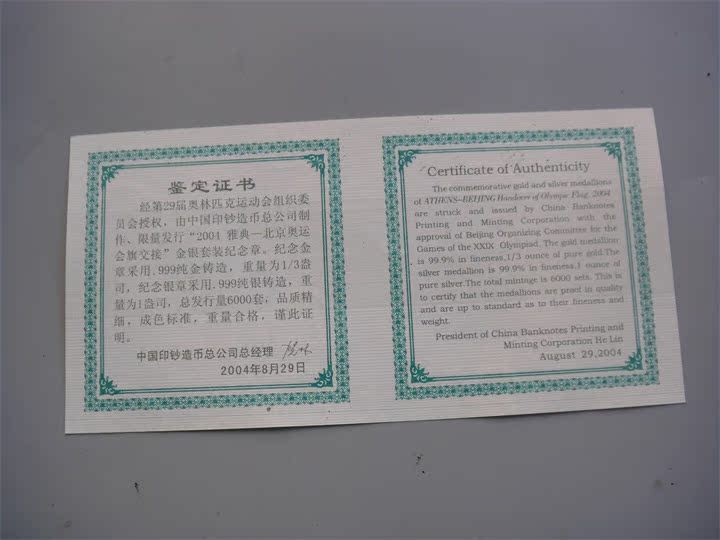 鉴定证书
经第29届奥林匹克运动会组织委
员会授权，由中国印钞造币总公司制
作、限量发行“2004 雅典—北京奥运
会旗交接”金银套装纪念章。纪念金
章采用.999纯金铸造，重量为1/3盎
司，纪念银章采用.999纯银铸造，重
量为1盎司，总发行量6000套；品质精
细，成色标准，重量合格，谨此证
明。
中国印钞造币总公司总经理
2004年8月29日
Certificate of Authenticity
The commemorative gold and silver medallions
of ATHENS-BEIJING Handover of Olympic Flag, 2004
are struck and issued by China Banknotes
Printing and Minting Corporation with the
approval of Beijing Organizing Committee for the
Games of the XXIX Olympiad. The gold medallion
is 99.9% in fineness,1/3 ounce of pure gold.The
silver medallion is 99.9% in fineness.1 ounce of
pure silver.The total mintage is 6000 sets. This is
to certify that the medallions are proof in quality
and are up to standard as to their fineness and
weight.
President of China Banknotes Printing and
Minting Corporation He Lin
August 29,2004